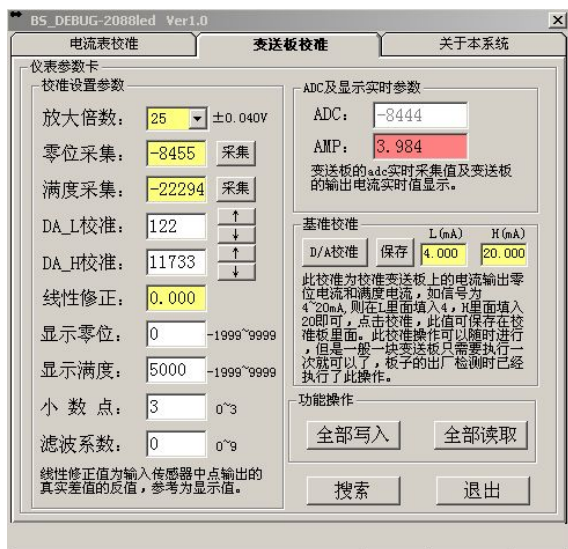 BS_DEBUG-2088led Ver1.0
电流表校准 变送板校准 关于本系统
仪表参数卡
校准设置参数
放大倍数: 25 ±0.040V
零位采集: -8455 采集
满度采集: -22294 采集
DA_L校准: 122 ↑ ↓
DA_H校准: 11733 ↑ ↓
线性修正: 0.000
显示零位: 0 -1999~9999
显示满度: 5000 -1999~9999
小 数 点: 3 0~3
滤波系数: 0 0~9
线性修正值为输入传感器中点输出的
真实差值的反值,参考为显示值。
ADC及显示实时参数
ADC: -8444
AMP: 3.984
变送板的adc实时采集值及变送板
的输出电流实时值显示。
基准校准
L(mA) H(mA)
D/A校准 保存 4.000 20.000
此校准为校准变送板上的电流输出零
位电流和满度电流,如信号为
4~20mA,则在L里面填入4,H里面填入
20即可,点击校准,此值可保存在校
准板里面。此校准操作可以随时进行
,但是一般一块变送板只需要执行一
次就可以了,板子的出厂检测时已经
执行了此操作。
功能操作
全部写入 全部读取
搜索 退出